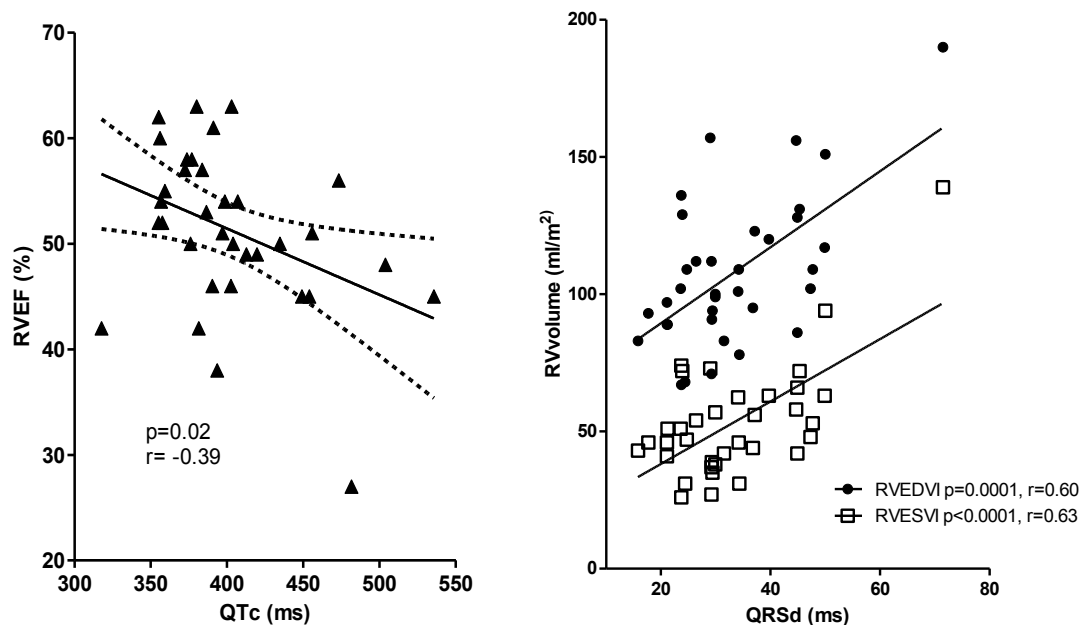 70
60
50
40
30
20
RVEF (%)
p=0.02
r= -0.39
300 350 400 450 500 550
QTc (ms)
200
150
100
50
0
RVvolume (ml/m²)
RVEDVI p=0.0001, r=0.60
RVESVI p<0.0001, r=0.63
20 40 60 80
QRSd (ms)